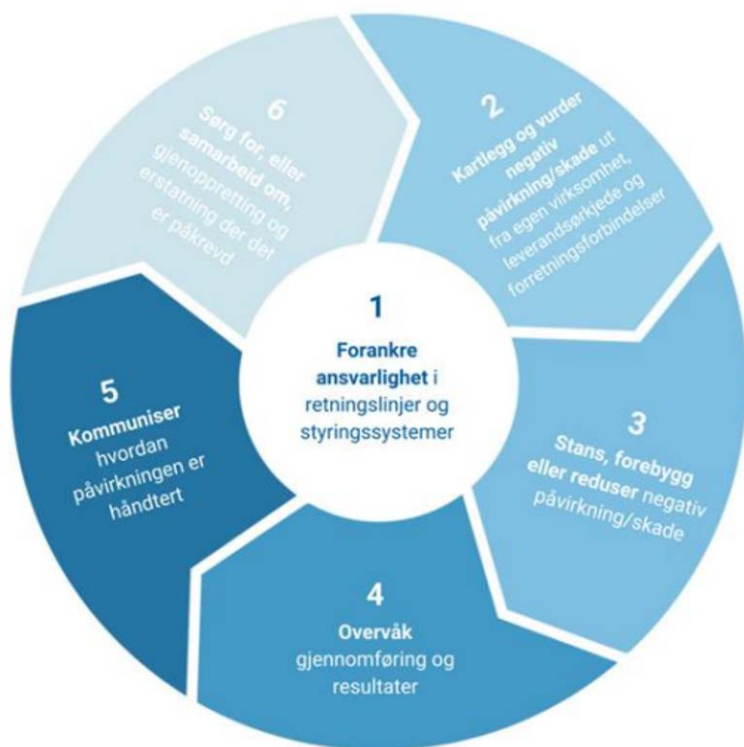 1
Forankre
ansvarlighet i
retningslinjer og
styringssystemer
2
Kartlegg og vurder
negativ
påvirkning/skade ut
fra egen virksomhet,
leverandsørkjede og
forretningsforbindelser
3
Stans, forebygg
eller reduser negativ
påvirkning/skade
4
Overvåk
gjennomføring og
resultater
5
Kommuniser
hvordan
påvirkningen er
håndtert
6
Sørg for, eller
samarbeid om,
gjenoppretting og
erstatning der det
er påkrevd